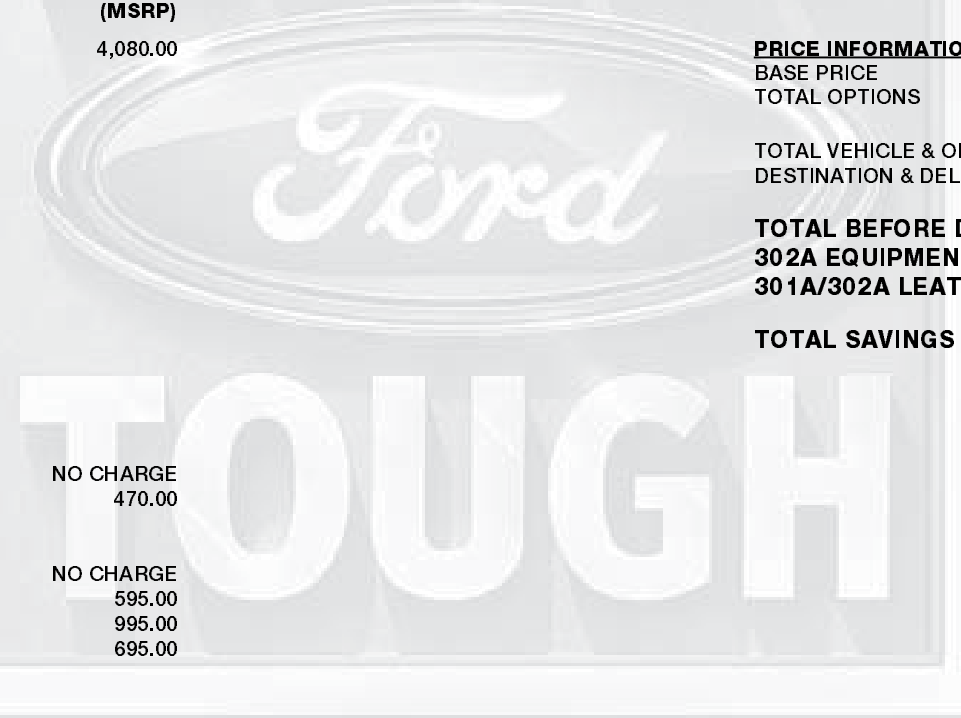 (MSRP)
4,080.00
NO CHARGE
470.00
NO CHARGE
595.00
995.00
695.00
PRICE INFORMATIO
BASE PRICE
TOTAL OPTIONS
TOTAL VEHICLE & O
DESTINATION & DEL
TOTAL BEFORE D
302A EQUIPMEN
301A/302A LEAT
TOTAL SAVINGS
Ford
TOUGH